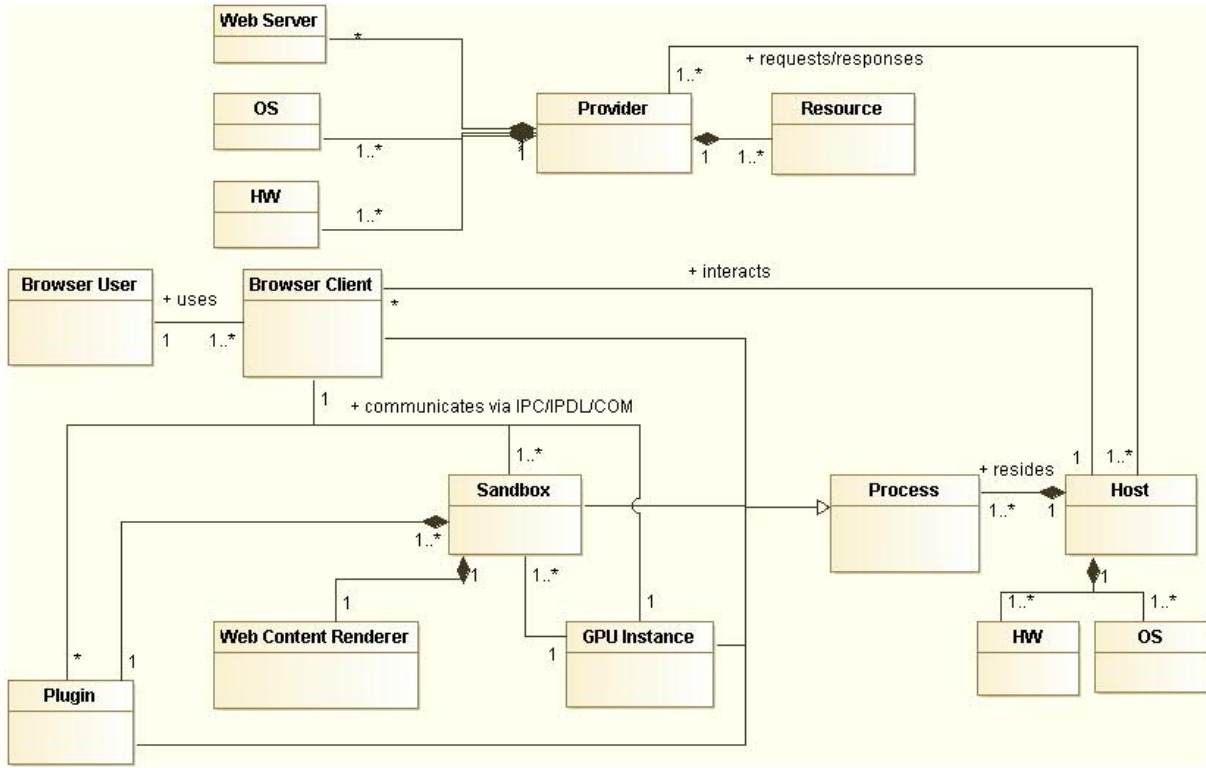 Web Server
*
+ requests/responses
1..*
OS
Provider
Resource
1..*
1
1
1..*
HW
1..*
+ interacts
Browser User
Browser Client
+ uses
*
1
1..*
1
+ communicates via IPC/IPDL/COM
1..*
1
1..*
+ resides
Sandbox
Process
Host
1..*
1
1..*
1
1..*
1
1..*
1..*
1
1
Web Content Renderer
GPU Instance
HW
OS
*
1
1
Plugin